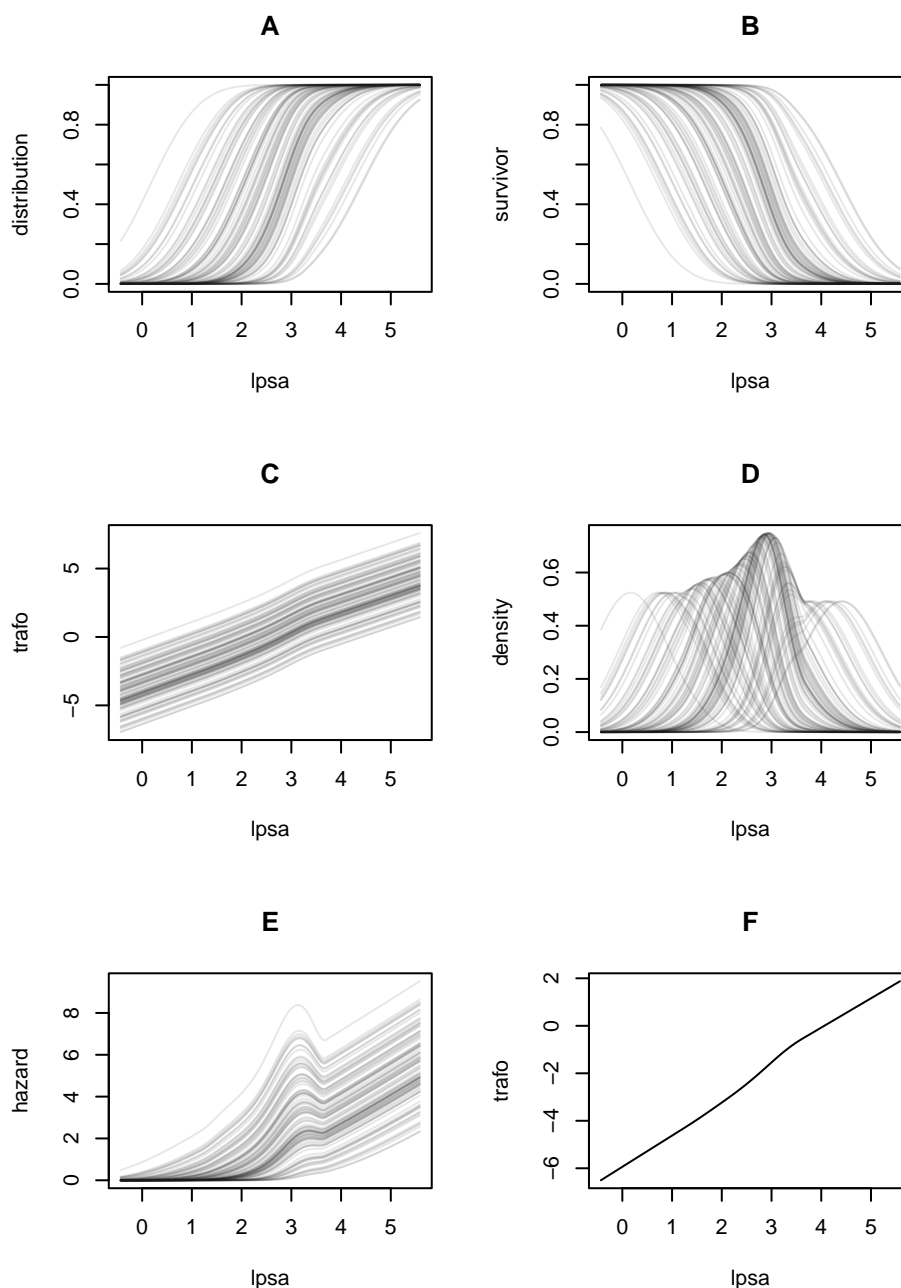 A
distribution
0.0 0.4 0.8
0 1 2 3 4 5
lpsa
B
survivor
0.0 0.4 0.8
0 1 2 3 4 5
lpsa
C
trafo
−5 0 5
0 1 2 3 4 5
lpsa
D
density
0.0 0.2 0.4 0.6
0 1 2 3 4 5
lpsa
E
hazard
0 2 4 6 8
0 1 2 3 4 5
lpsa
F
trafo
−6 −4 −2 0 2
0 1 2 3 4 5
lpsa